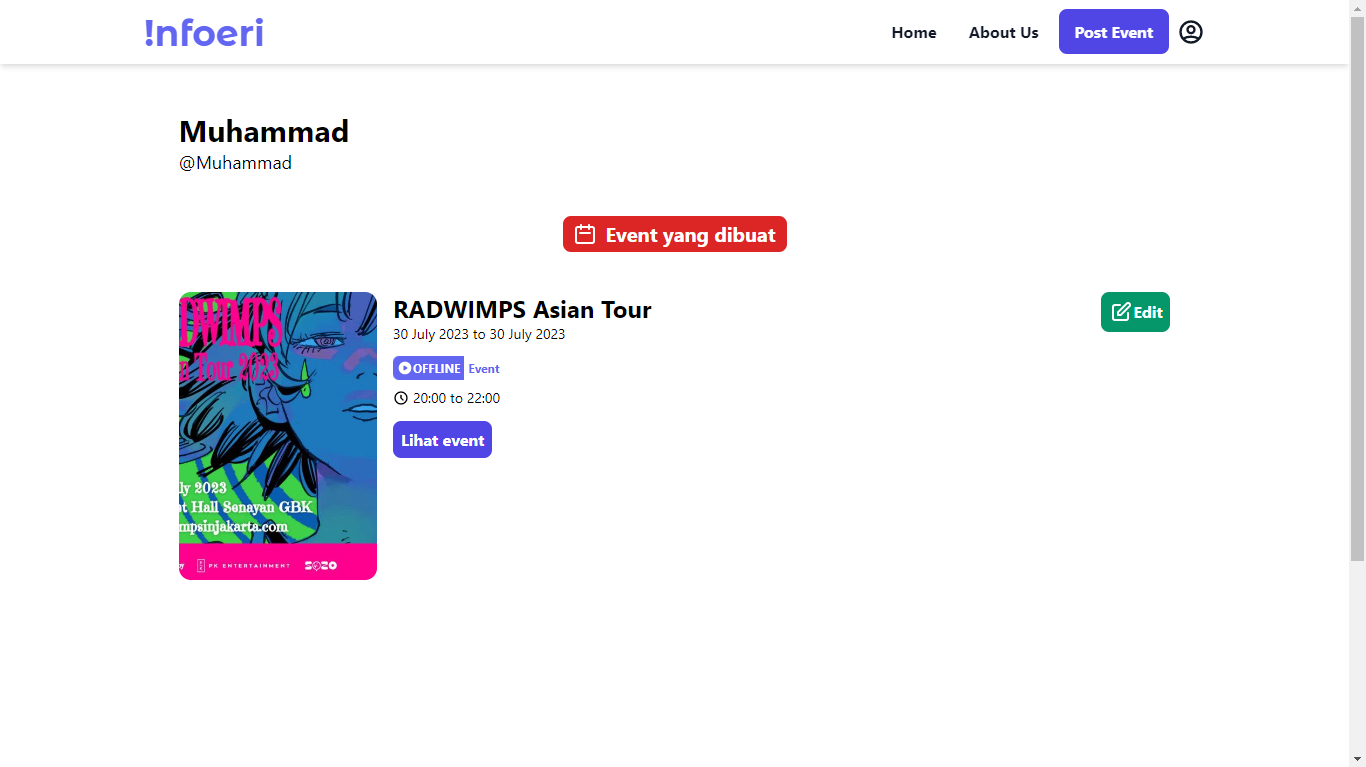 !nfoeri
Home
About Us
Post Event
Muhammad
@Muhammad
Event yang dibuat
DWIMPS
n Tour 2023
ly 2023
at Hall Senayan GBK
mpsinjakarta.com
PK ENTERTAINMENT
SOZO
RADWIMPS Asian Tour
30 July 2023 to 30 July 2023
OFFLINE Event
20:00 to 22:00
Lihat event
Edit